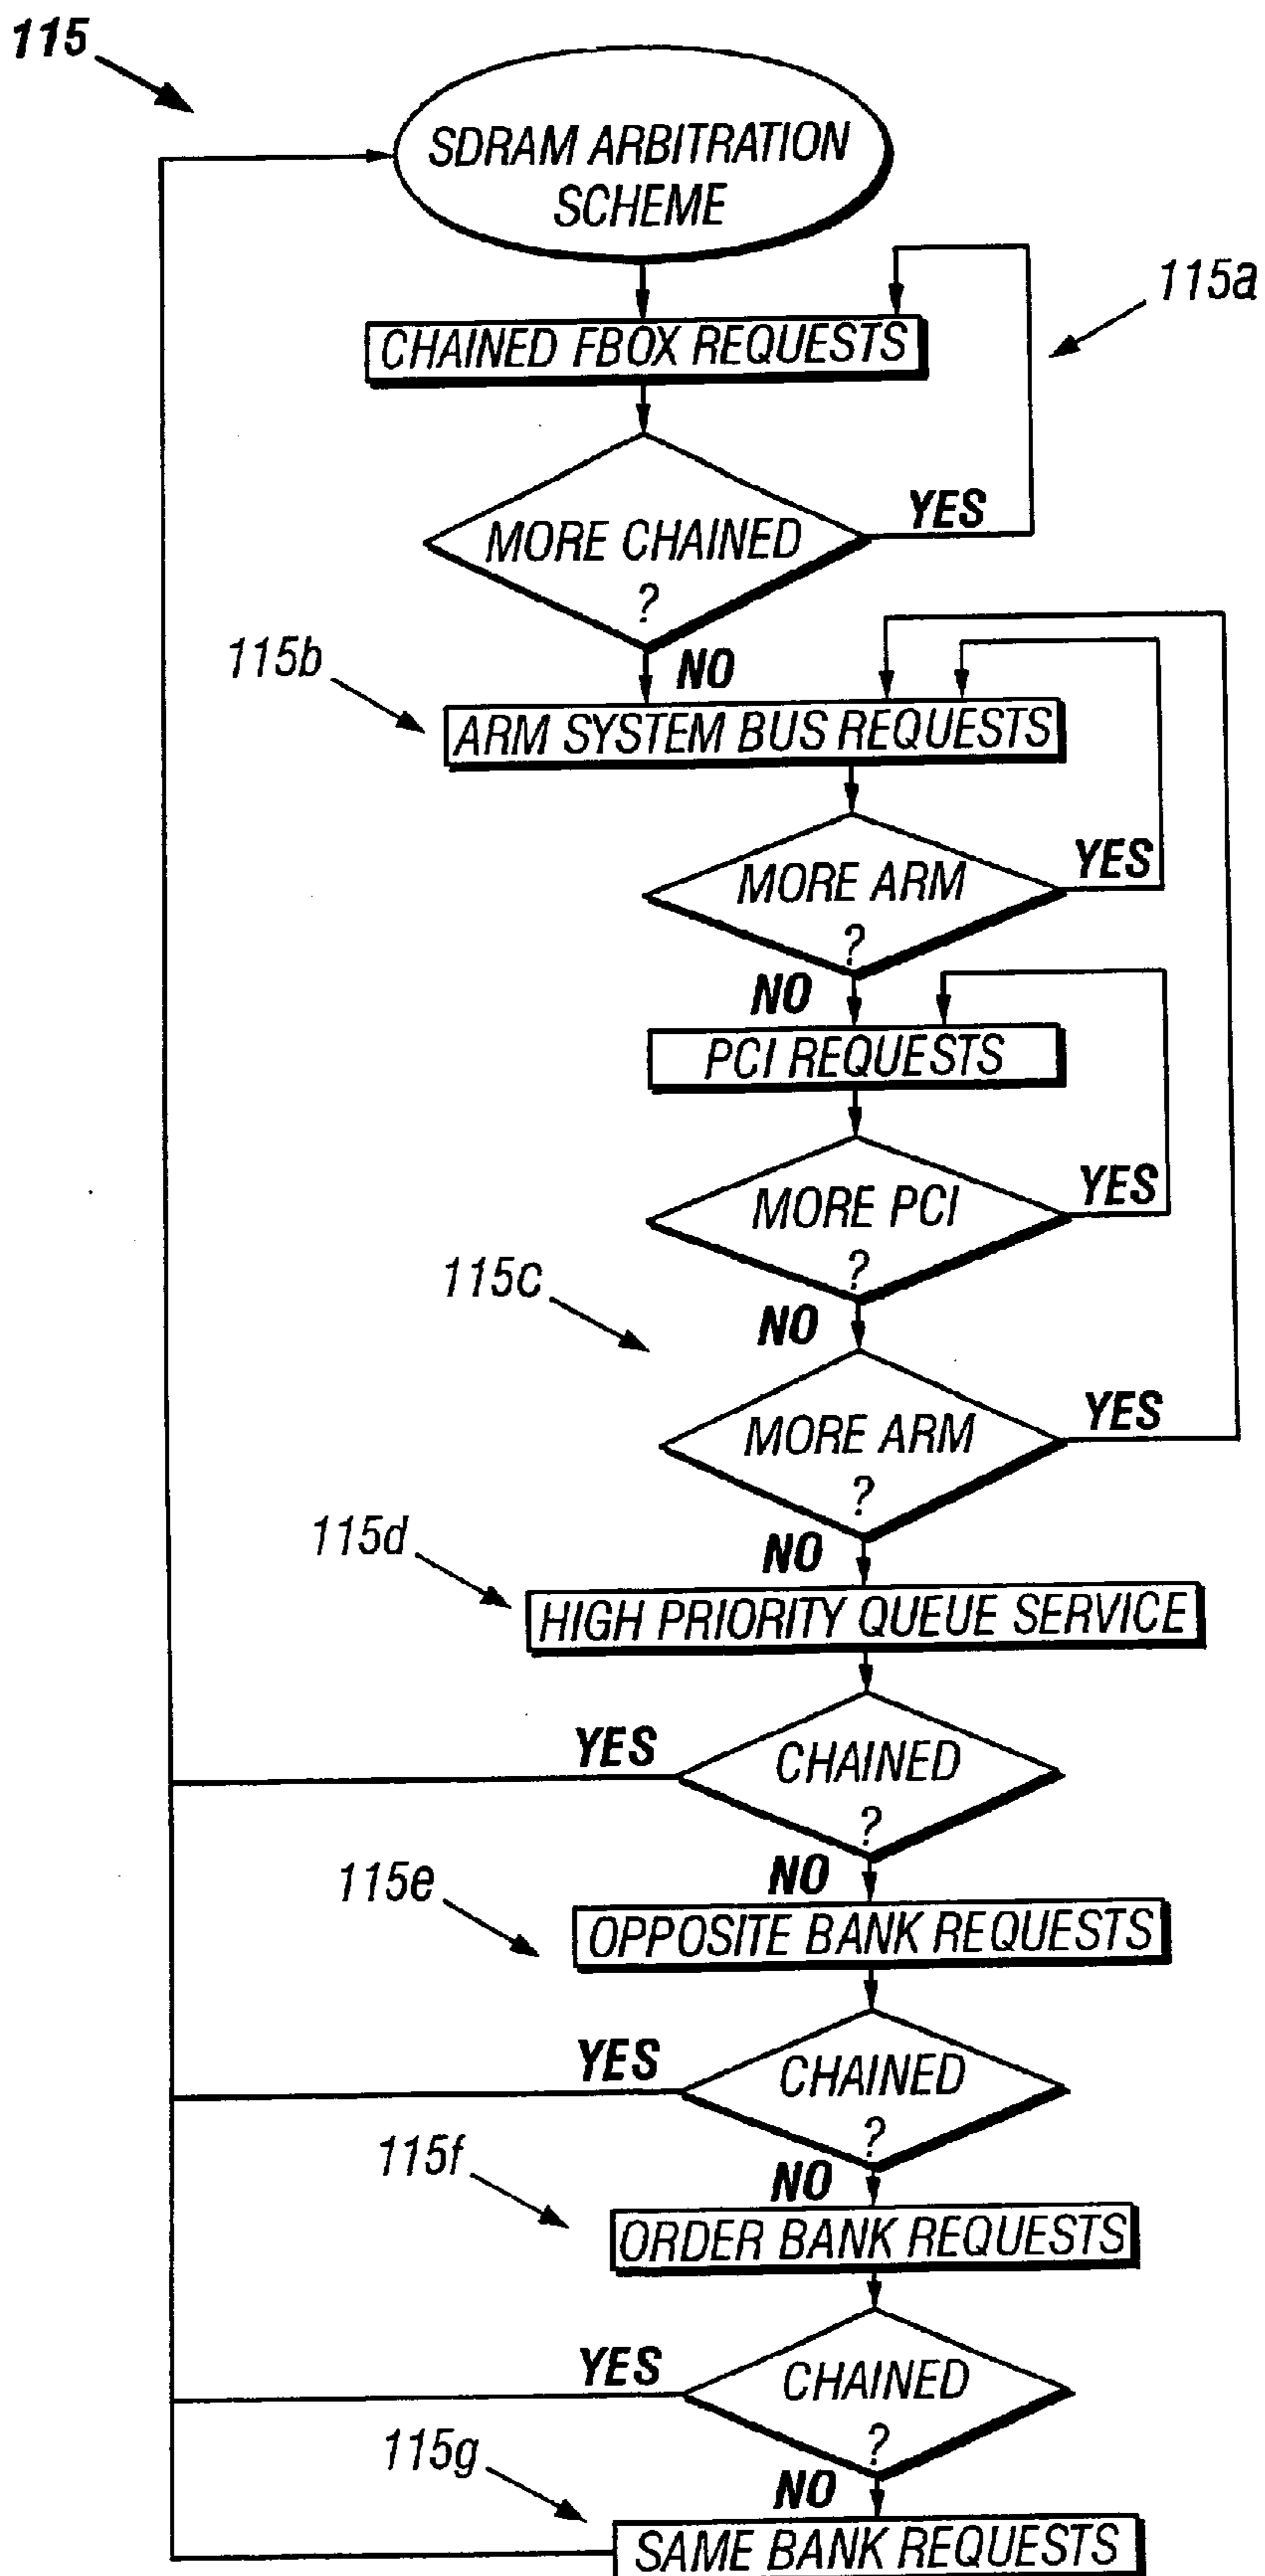 115
SDRAM ARBITRATION
SCHEME
115a
CHAINED FBOX REQUESTS
YES
MORE CHAINED
?
115b
NO
ARM SYSTEM BUS REQUESTS
YES
MORE ARM
?
NO
PCI REQUESTS
YES
MORE PCI
?
115c
NO
YES
MORE ARM
?
115d
NO
HIGH PRIORITY QUEUE SERVICE
YES
CHAINED
?
115e
NO
OPPOSITE BANK REQUESTS
YES
CHAINED
?
115f
NO
ORDER BANK REQUESTS
YES
CHAINED
?
115g
NO
SAME BANK REQUESTS